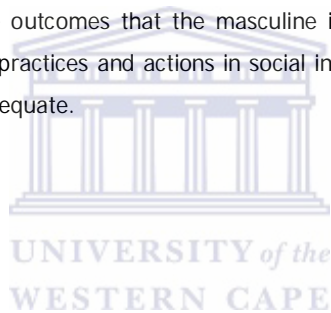 outcomes that the masculine i
practices and actions in social in
equate.
UNIVERSITY of the
WESTERN CAPE